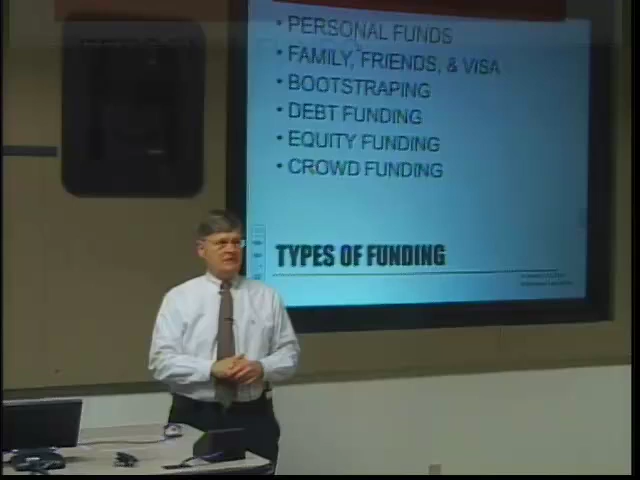 • PERSONAL FUNDS
• FAMILY, FRIENDS, & VISA
• BOOTSTRAPING
• DEBT FUNDING
• EQUITY FUNDING
• CROWD FUNDING
TYPES OF FUNDING